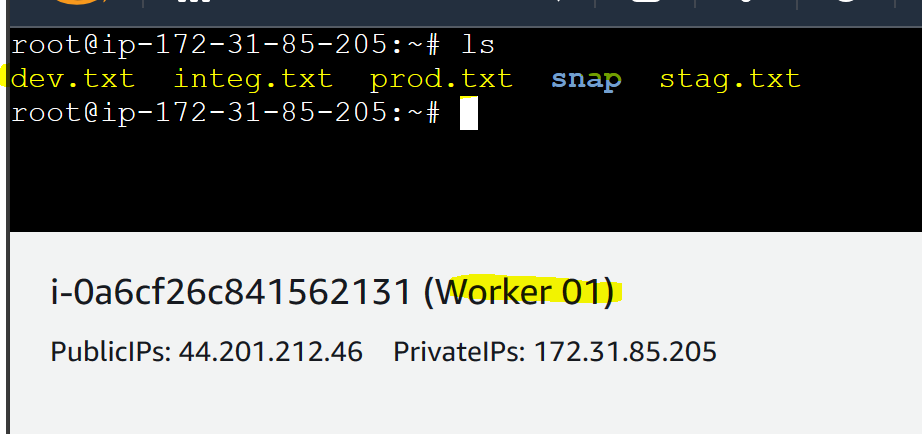 root@ip-172-31-85-205:~# ls
dev.txt  integ.txt  prod.txt  snap  stag.txt
root@ip-172-31-85-205:~#
i-0a6cf26c841562131 (Worker 01)
PublicIPs: 44.201.212.46    PrivateIPs: 172.31.85.205